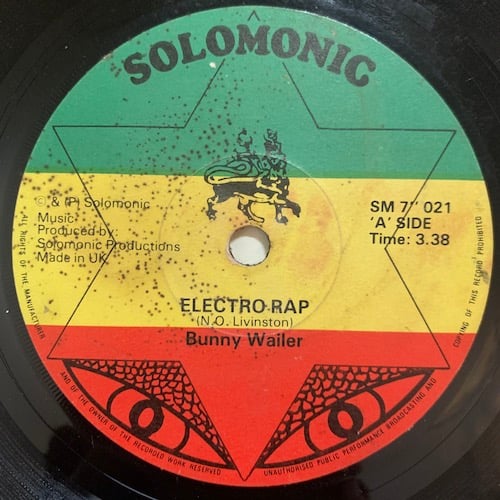 SOLOMONIC
© & (P) Solomonic
Music
Produced by:
Solomonic Productions
Made in UK
SM 7" 021
'A' SIDE
Time: 3.38
ELECTRO-RAP
(N.O. Livinston)
Bunny Wailer
ALL RIGHTS OF THE MANUFACTURER
AND OF THE OWNER OF THE RECORDED WORK RESERVED
UNAUTHORISED PUBLIC PERFORMANCE BROADCASTING AND
COPYING OF THIS RECORD PROHIBITED